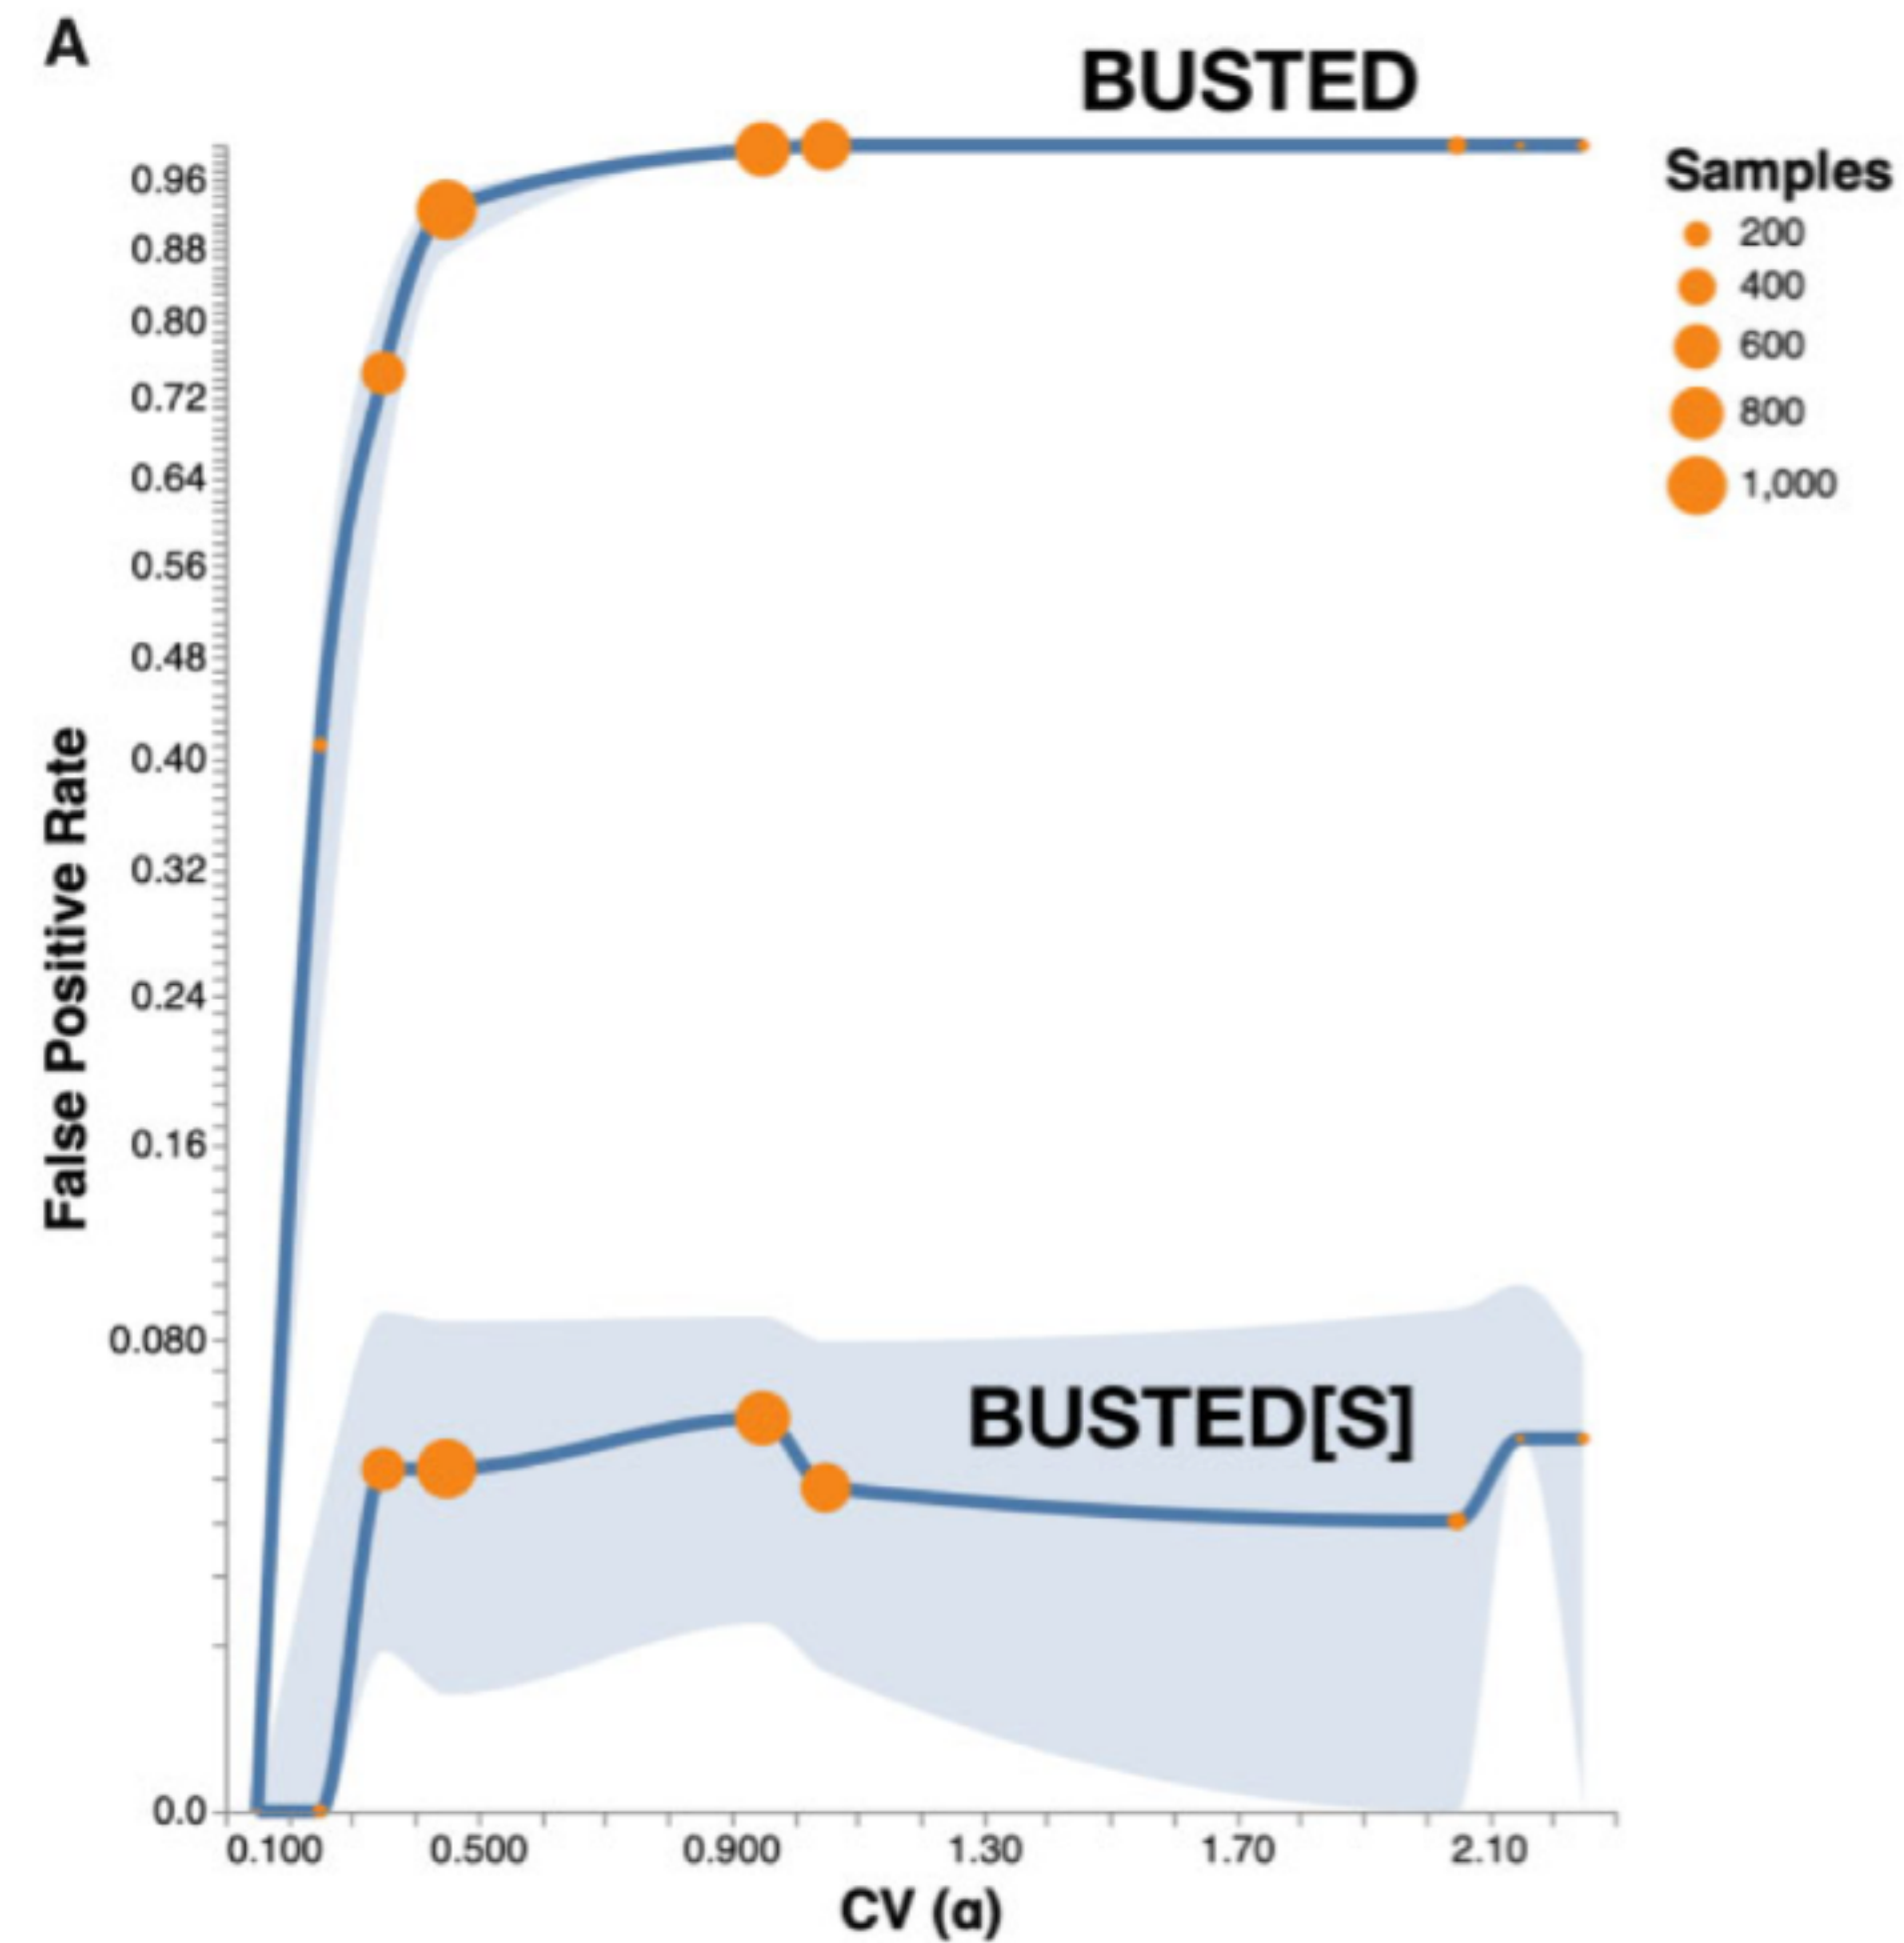 A
BUSTED
Samples
200
400
600
800
1,000
0.96
0.88
0.80
0.72
0.64
0.56
0.48
0.40
0.32
0.24
0.16
0.080
0.0
False Positive Rate
BUSTED[S]
0.100 0.500 0.900 1.30 1.70 2.10
CV (α)